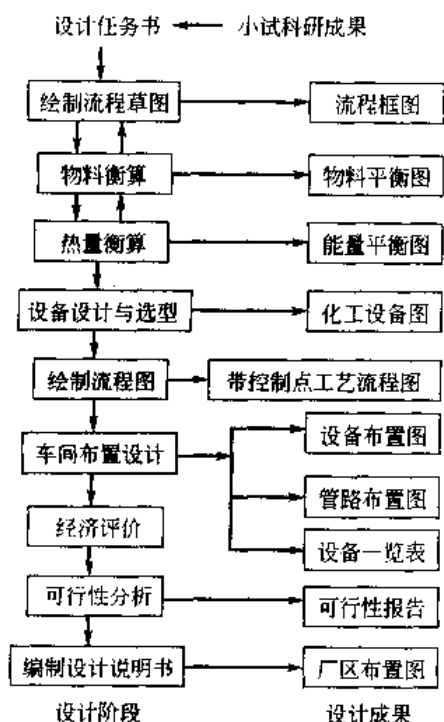 设计任务书 小试科研成果
绘制流程草图 流程框图
物料衡算 物料平衡图
热量衡算 能量平衡图
设备设计与选型 化工设备图
绘制流程图 带控制点工艺流程图
设备布置图
车间布置设计
管路布置图
经济评价
设备一览表
可行性分析 可行性报告
编制设计说明书 厂区布置图
设计阶段 设计成果